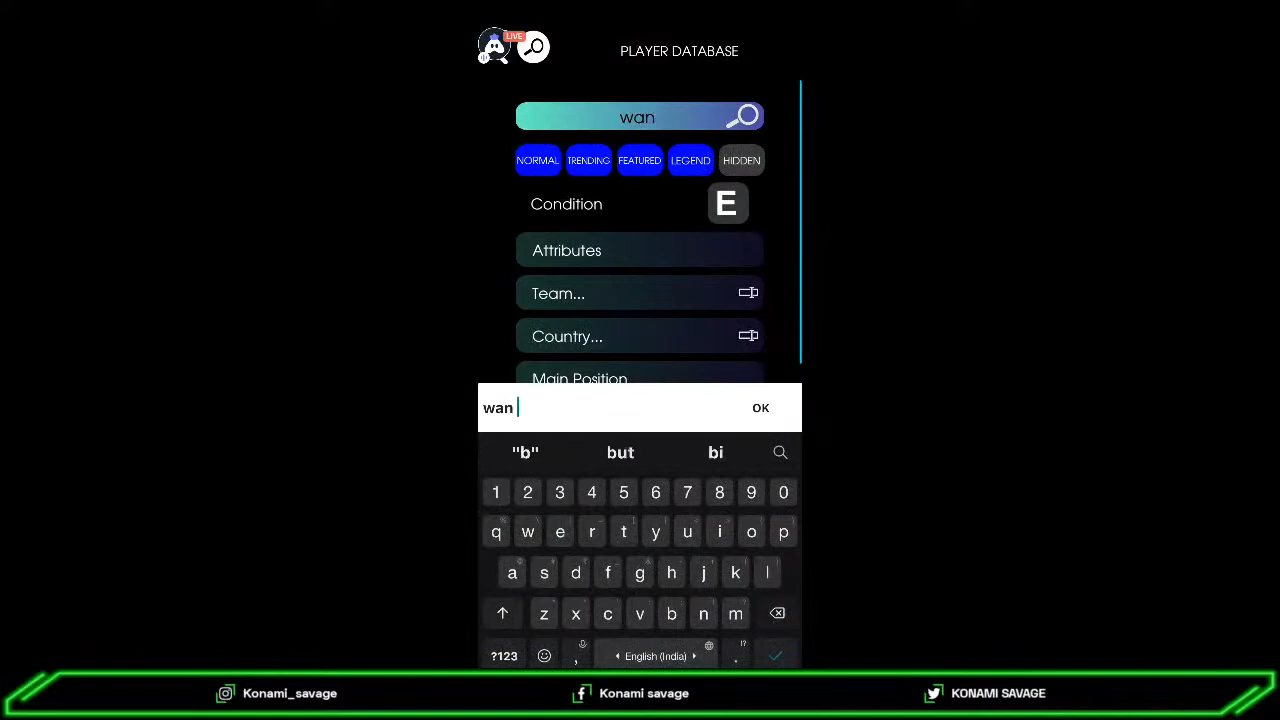 LIVE
PLAYER DATABASE
wan
NORMAL TRENDING FEATURED LEGEND HIDDEN
Condition E
Attributes
Team...
Country...
Main Position
wan OK
"b" but bi
1 2 3 4 5 6 7 8 9 0
q w e r t y u i o p
a s d f g h j k l
z x c v b n m
?123 , English (India) .
Konami_savage Konami savage KONAMI SAVAGE